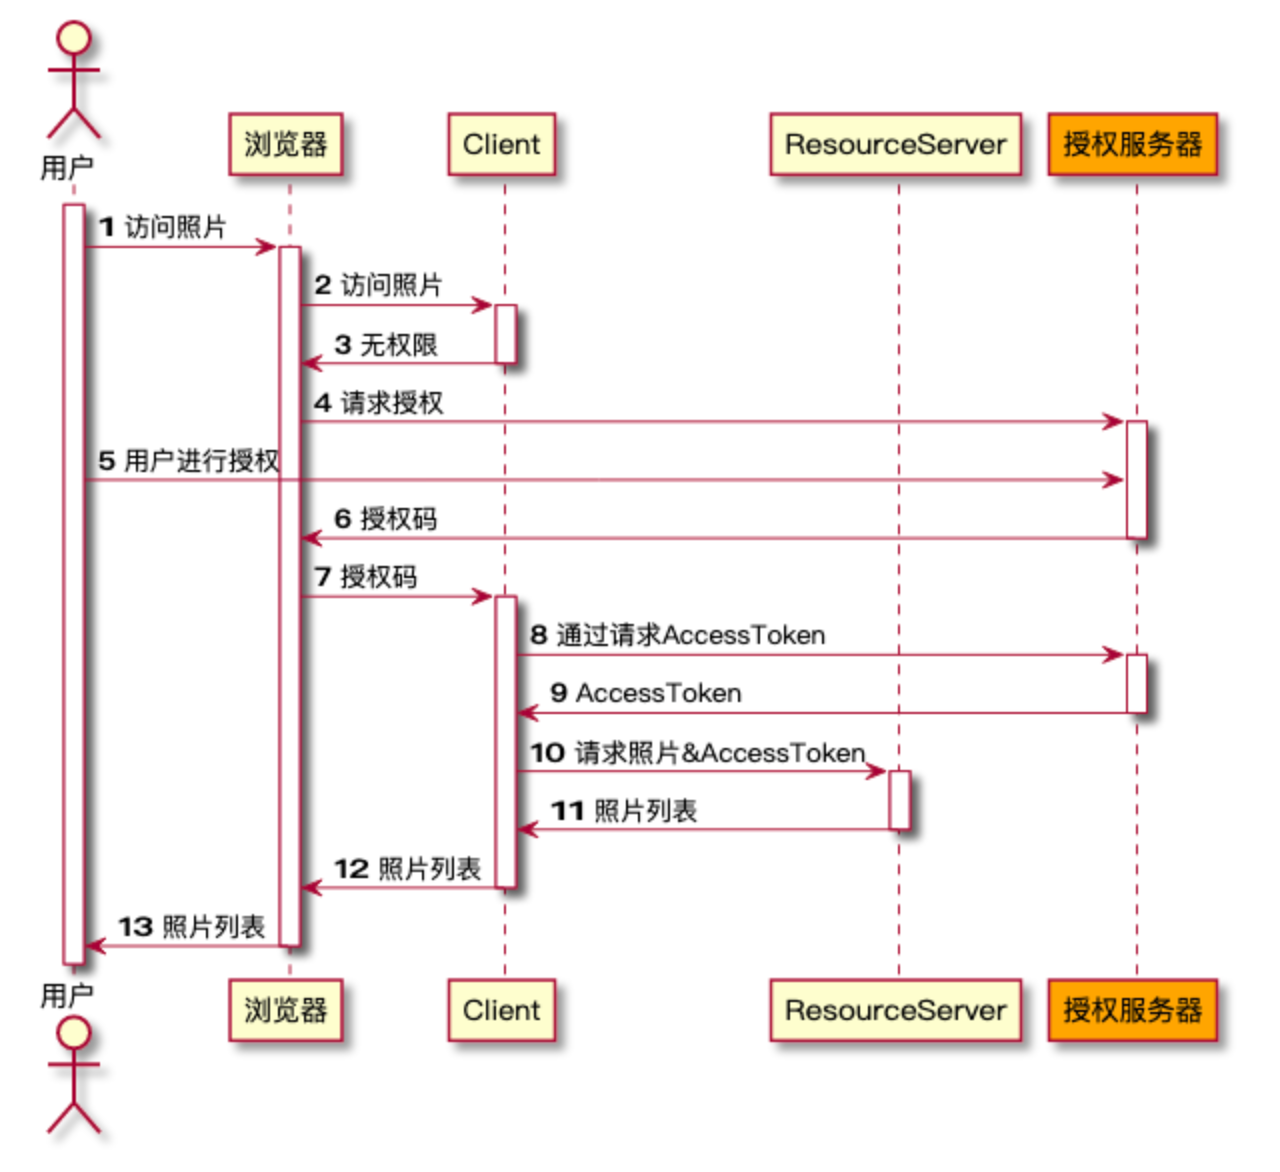 用户
浏览器
Client
ResourceServer
授权服务器
1 访问照片
2 访问照片
3 无权限
4 请求授权
5 用户进行授权
6 授权码
7 授权码
8 通过请求AccessToken
9 AccessToken
10 请求照片&AccessToken
11 照片列表
12 照片列表
13 照片列表
用户
浏览器
Client
ResourceServer
授权服务器